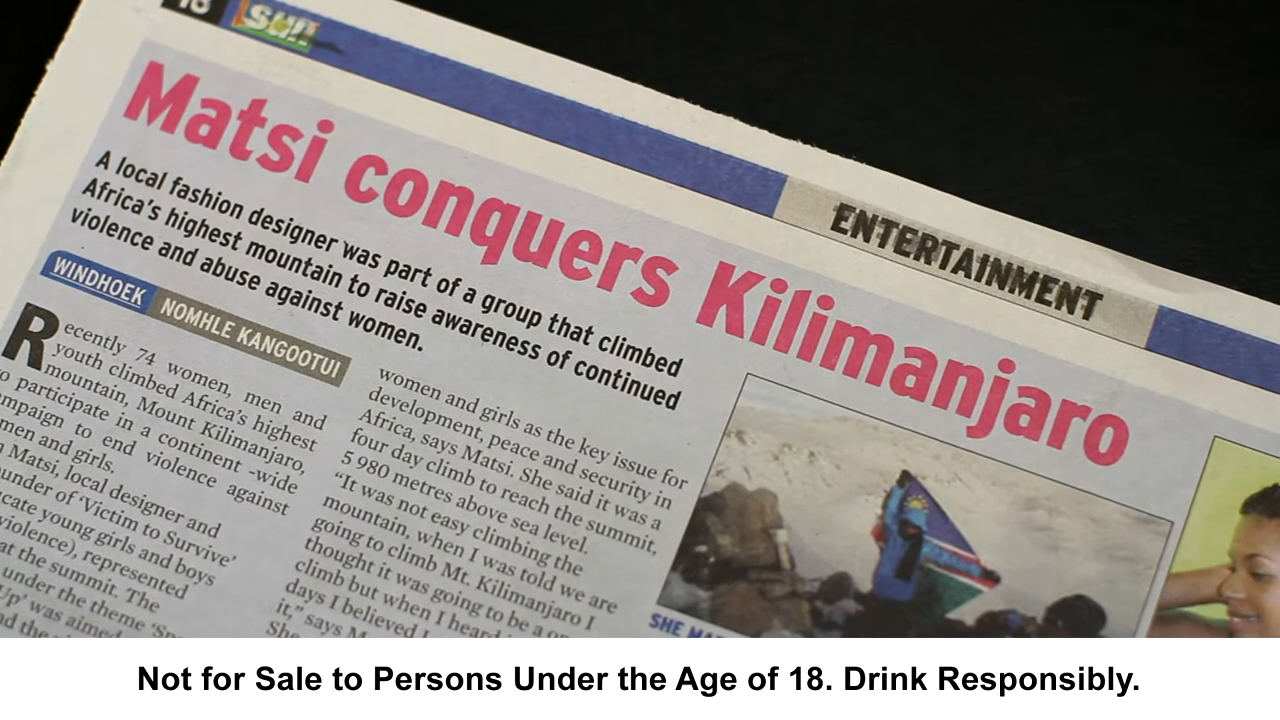 18 Sun
ENTERTAINMENT
Matsi conquers Kilimanjaro
A local fashion designer was part of a group that climbed
Africa's highest mountain to raise awareness of continued
violence and abuse against women.
WINDHOEK NOMHLE KANGOOTUI
Recently 74 women, men and
youth climbed Africa's highest
mountain, Mount Kilimanjaro,
participate in a continent -wide
to end violence against
and girls.
Matsi, local designer and
of 'Victim to Survive'
young girls and boys
violence), represented
at the summit. The
under the theme
was aimed
women and girls as the key issue for
development, peace and security in
Africa, says Matsi. She said it was a
four day climb to reach the summit,
5 980 metres above sea level.
"It was not easy climbing the
mountain, when I was told we are
going to climb Mt. Kilimanjaro I
thought it was going to be a
climb but when I heard
days I believed I
it," says
She
SHE
Not for Sale to Persons Under the Age of 18. Drink Responsibly.